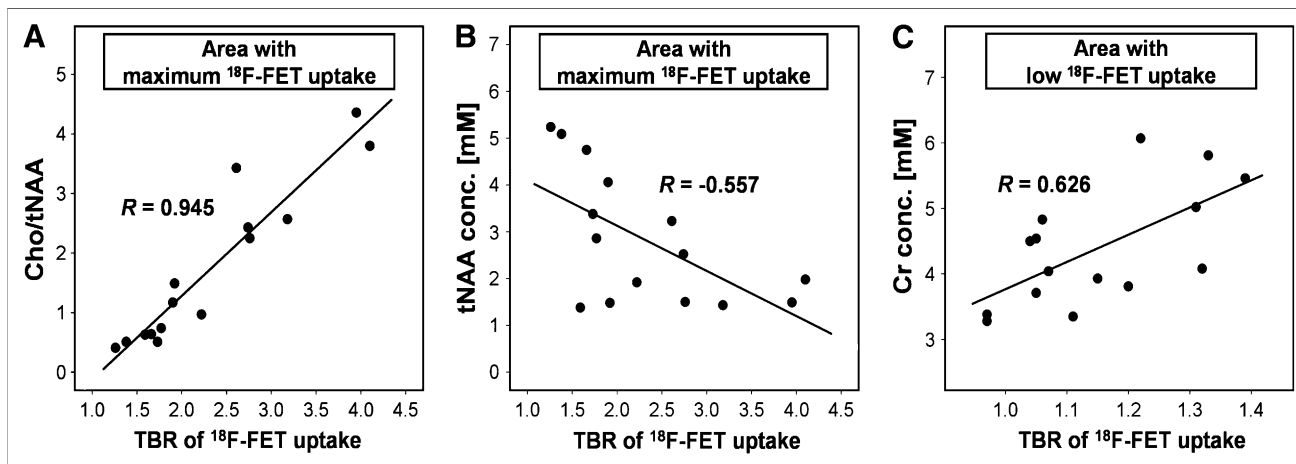 A
Area with
maximum ¹⁸F-FET uptake
Cho/tNAA
5
4
3
2
1
0
R = 0.945
1.0 1.5 2.0 2.5 3.0 3.5 4.0 4.5
TBR of ¹⁸F-FET uptake
B
Area with
maximum ¹⁸F-FET uptake
tNAA conc. [mM]
7
6
5
4
3
2
1
0
R = -0.557
1.0 1.5 2.0 2.5 3.0 3.5 4.0 4.5
TBR of ¹⁸F-FET uptake
C
Area with
low ¹⁸F-FET uptake
Cr conc. [mM]
7
6
5
4
3
R = 0.626
1.0 1.1 1.2 1.3 1.4
TBR of ¹⁸F-FET uptake